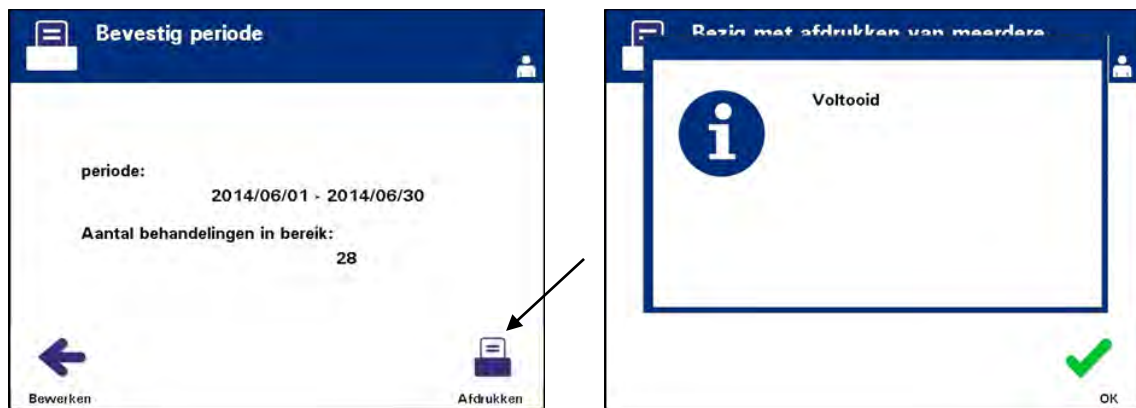 Bevestig periode
periode:
2014/06/01 - 2014/06/30
Aantal behandelingen in bereik:
28
Bewerken
Afdrukken
Bezig met afdrukken van meerdere
Voltooid
OK